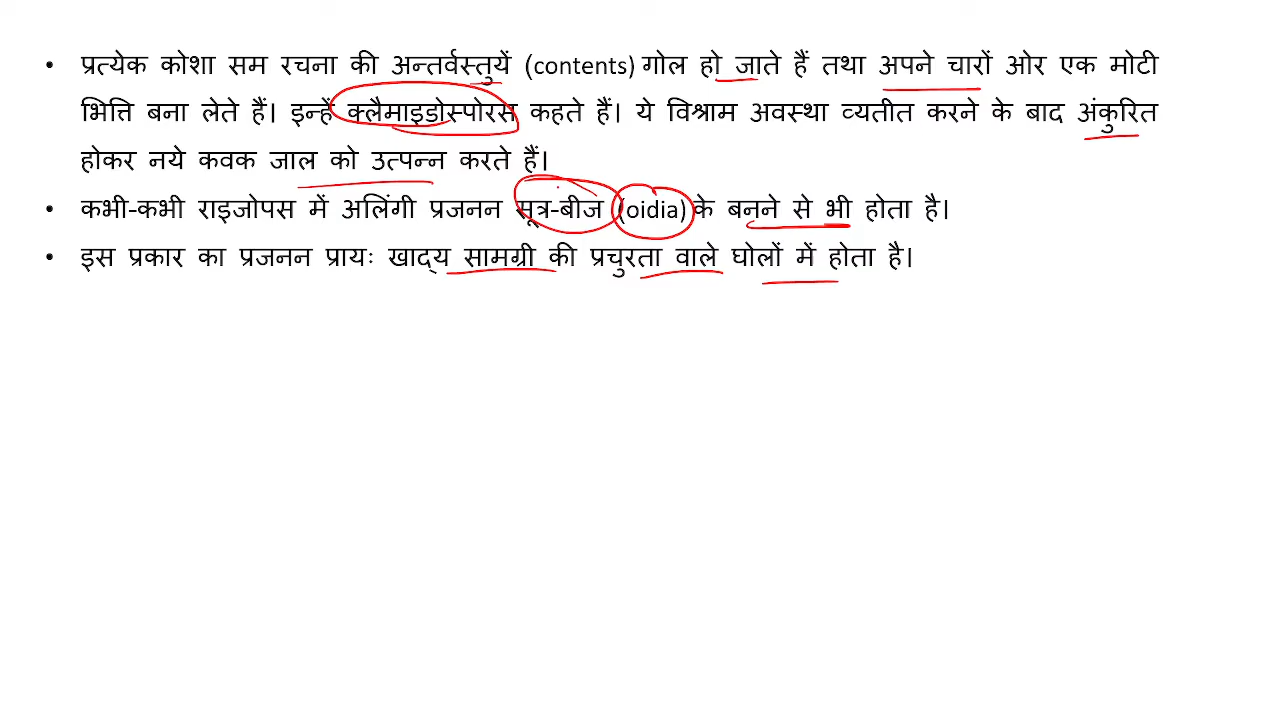 • प्रत्येक कोशा सम रचना की अन्तर्वस्तुयें (contents) गोल हो जाते हैं तथा अपने चारों ओर एक मोटी
भित्ति बना लेते हैं। इन्हें क्लैमाइडोस्पोरस कहते हैं। ये विश्राम अवस्था व्यतीत करने के बाद अंकुरित
होकर नये कवक जाल को उत्पन्न करते हैं।
• कभी-कभी राइजोपस में अलिंगी प्रजनन सूत्र-बीज (oidia) के बनने से भी होता है।
• इस प्रकार का प्रजनन प्रायः खाद्य सामग्री की प्रचुरता वाले घोलों में होता है।